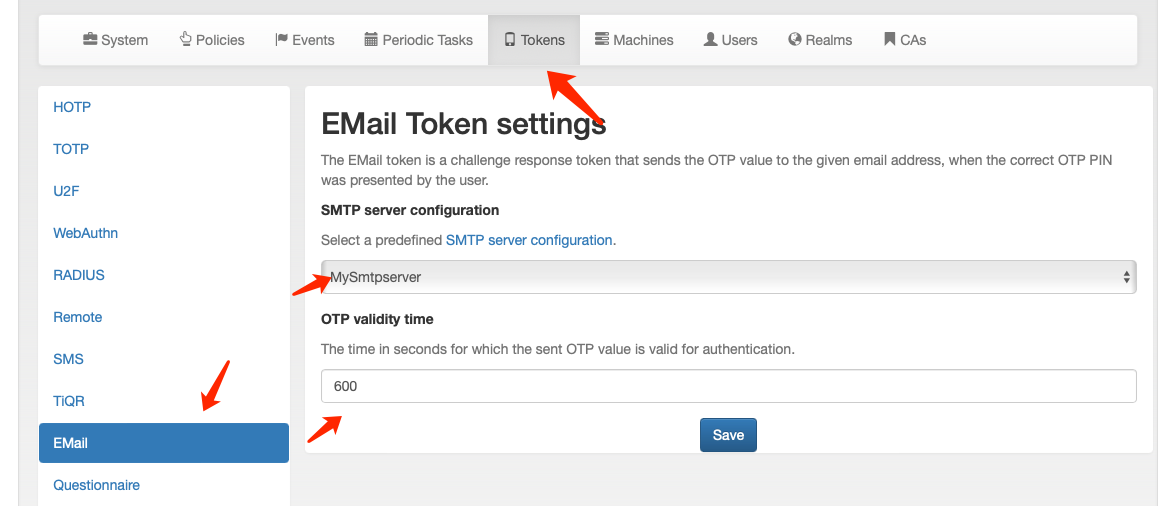 System Policies Events Periodic Tasks Tokens Machines Users Realms CAs
HOTP
TOTP
U2F
WebAuthn
RADIUS
Remote
SMS
TiQR
EMail
Questionnaire
EMail Token settings
The EMail token is a challenge response token that sends the OTP value to the given email address, when the correct OTP PIN
was presented by the user.
SMTP server configuration
Select a predefined SMTP server configuration.
MySmtpserver
OTP validity time
The time in seconds for which the sent OTP value is valid for authentication.
600
Save